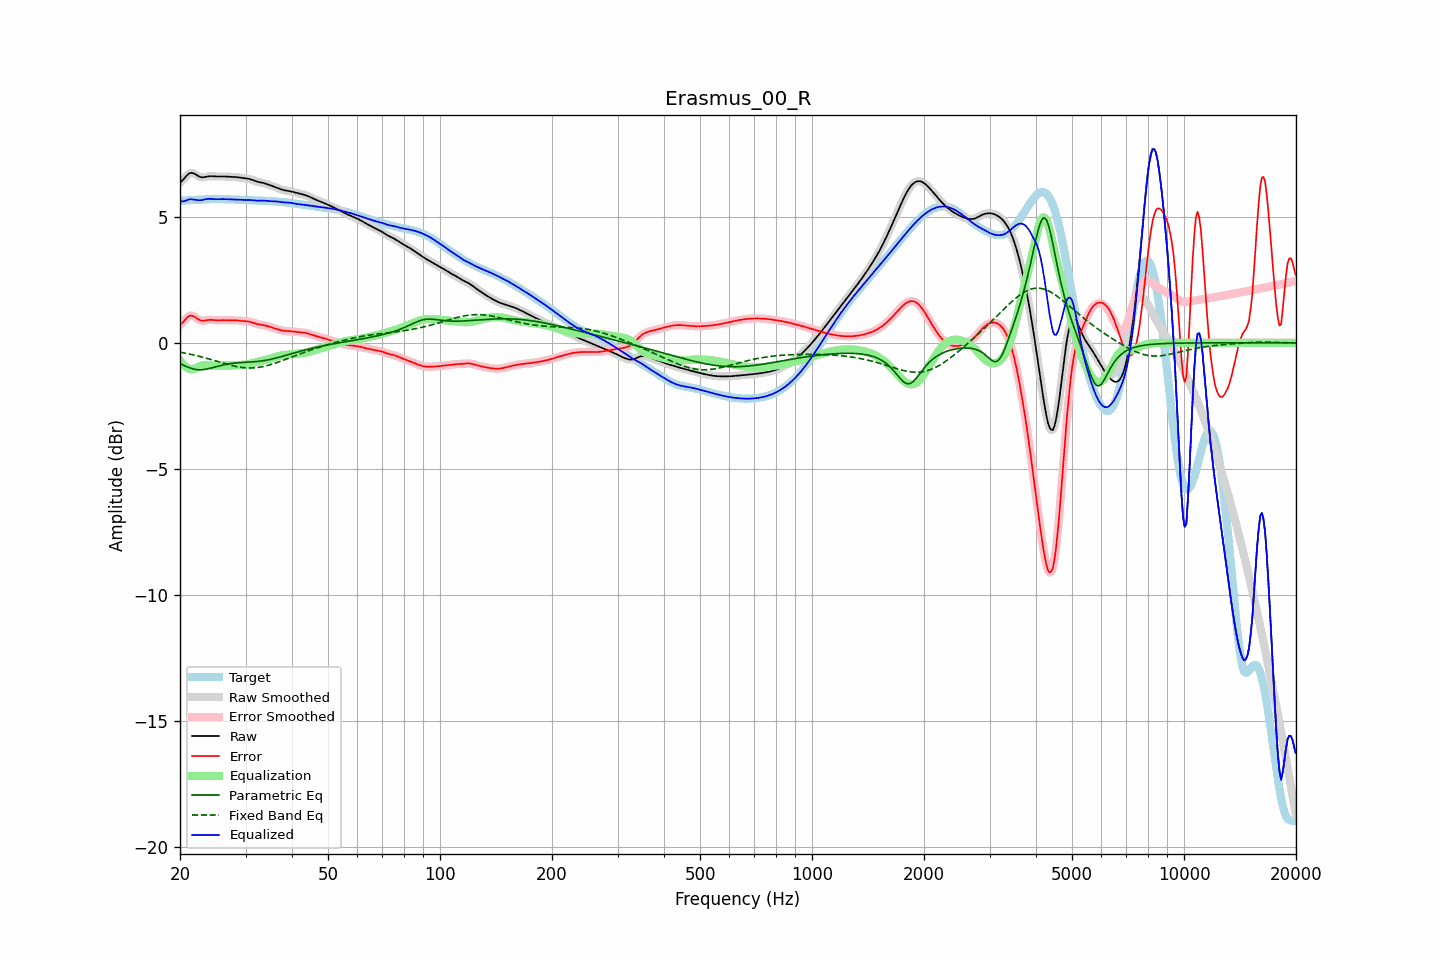 Erasmus_00_R
Amplitude (dBr)
5
0
−5
−10
−15
−20
Target
Raw Smoothed
Error Smoothed
Raw
Error
Equalization
Parametric Eq
Fixed Band Eq
Equalized
20 50 100 200 500 1000 2000 5000 10000 20000
Frequency (Hz)